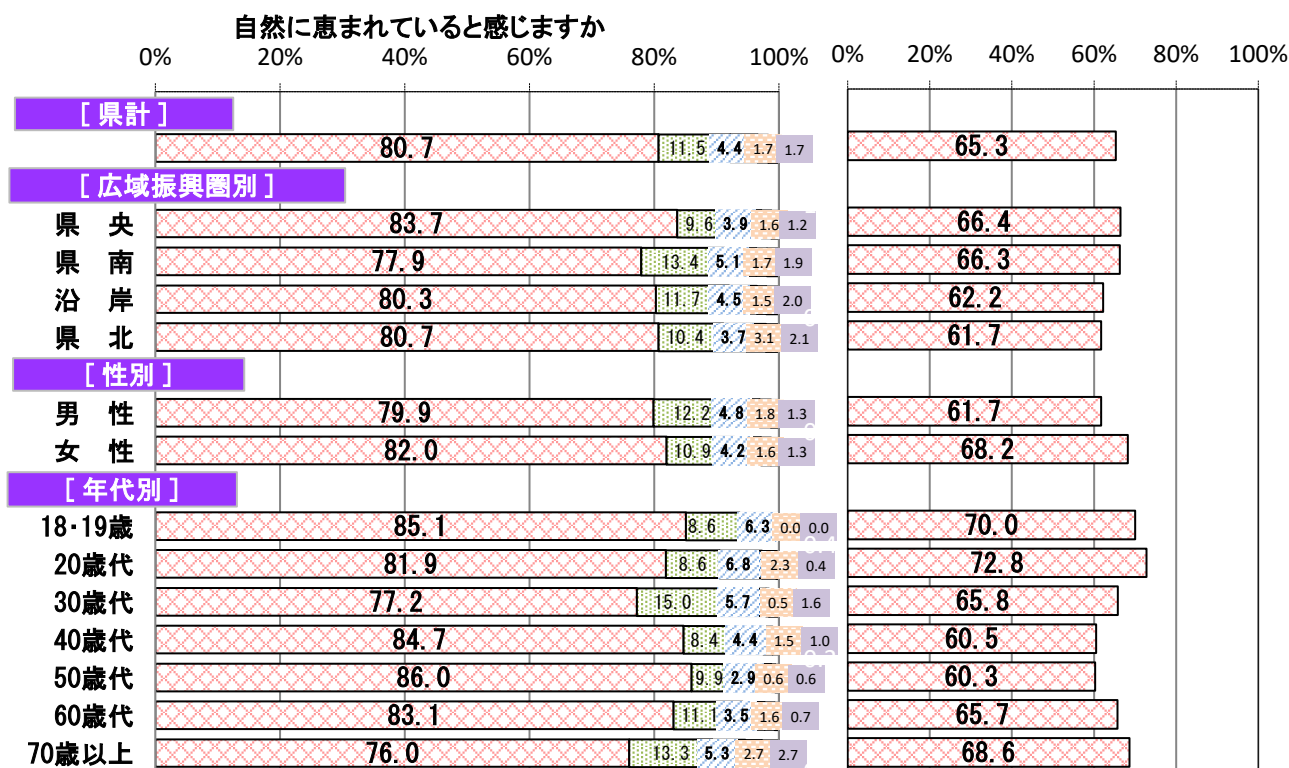 自然に恵まれていると感じますか
0% 20% 40% 60% 80% 100% 0% 20% 40% 60% 80% 100%
[ 県計 ]
80.7 11.5 4.4 1.7 1.7 65.3
[ 広域振興圏別 ]
県 央 83.7 9.6 3.9 1.6 1.2 66.4
県 南 77.9 13.4 5.1 1.7 1.9 66.3
沿 岸 80.3 11.7 4.5 1.5 2.0 62.2
県 北 80.7 10.4 3.7 3.1 2.1 61.7
[ 性別 ]
男 性 79.9 12.2 4.8 1.8 1.3 61.7
女 性 82.0 10.9 4.2 1.6 1.3 68.2
[ 年代別 ]
18・19歳 85.1 8.6 6.3 0.0 0.0 70.0
20歳代 81.9 8.6 6.8 2.3 0.4 72.8
30歳代 77.2 15.0 5.7 0.5 1.6 65.8
40歳代 84.7 8.4 4.4 1.5 1.0 60.5
50歳代 86.0 9.9 2.9 0.6 0.6 60.3
60歳代 83.1 11.1 3.5 1.6 0.7 65.7
70歳以上 76.0 13.3 5.3 2.7 2.7 68.6